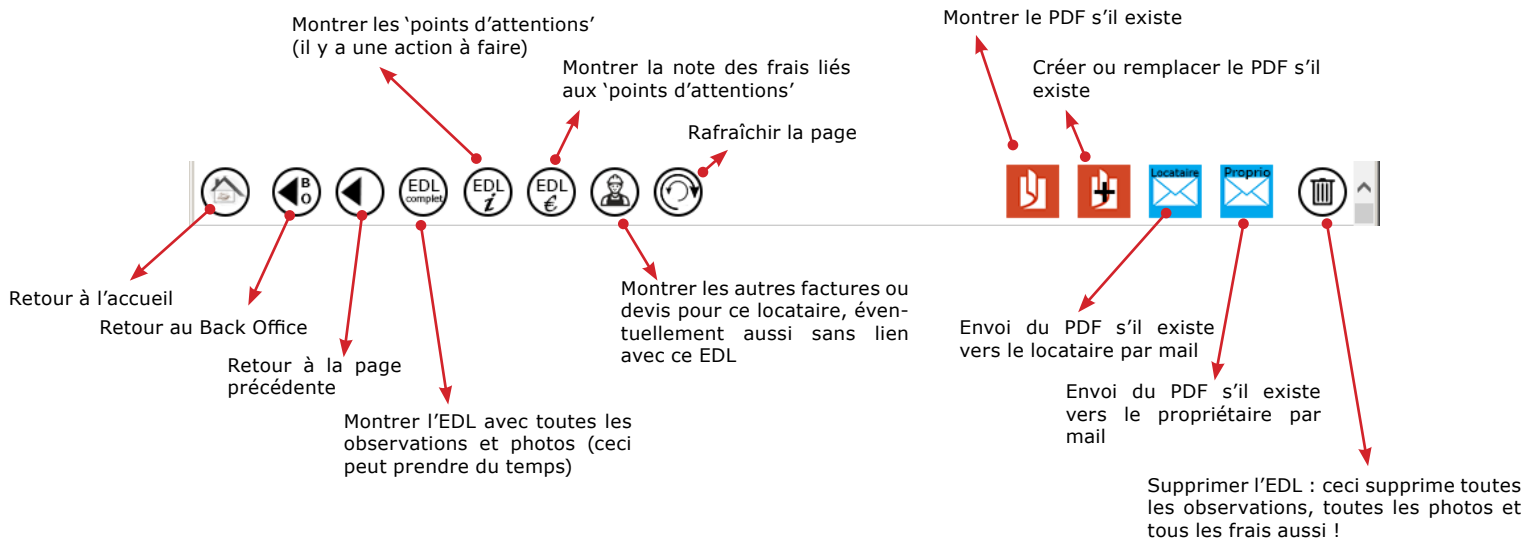 Montrer les ‘points d’attentions’
(il y a une action à faire)
Montrer la note des frais liés
aux ‘points d’attentions’
Rafraîchir la page
Montrer le PDF s’il existe
Créer ou remplacer le PDF s’il
existe
B
O
EDL
complet
EDL
i
EDL
€
Locataire
Proprio
Retour à l’accueil
Retour au Back Office
Retour à la page
précédente
Montrer l’EDL avec toutes les
observations et photos (ceci
peut prendre du temps)
Montrer les autres factures ou
devis pour ce locataire, éven-
tuellement aussi sans lien
avec ce EDL
Envoi du PDF s’il existe
vers le locataire par mail
Envoi du PDF s’il existe
vers le propriétaire par
mail
Supprimer l’EDL : ceci supprime toutes
les observations, toutes les photos et
tous les frais aussi !